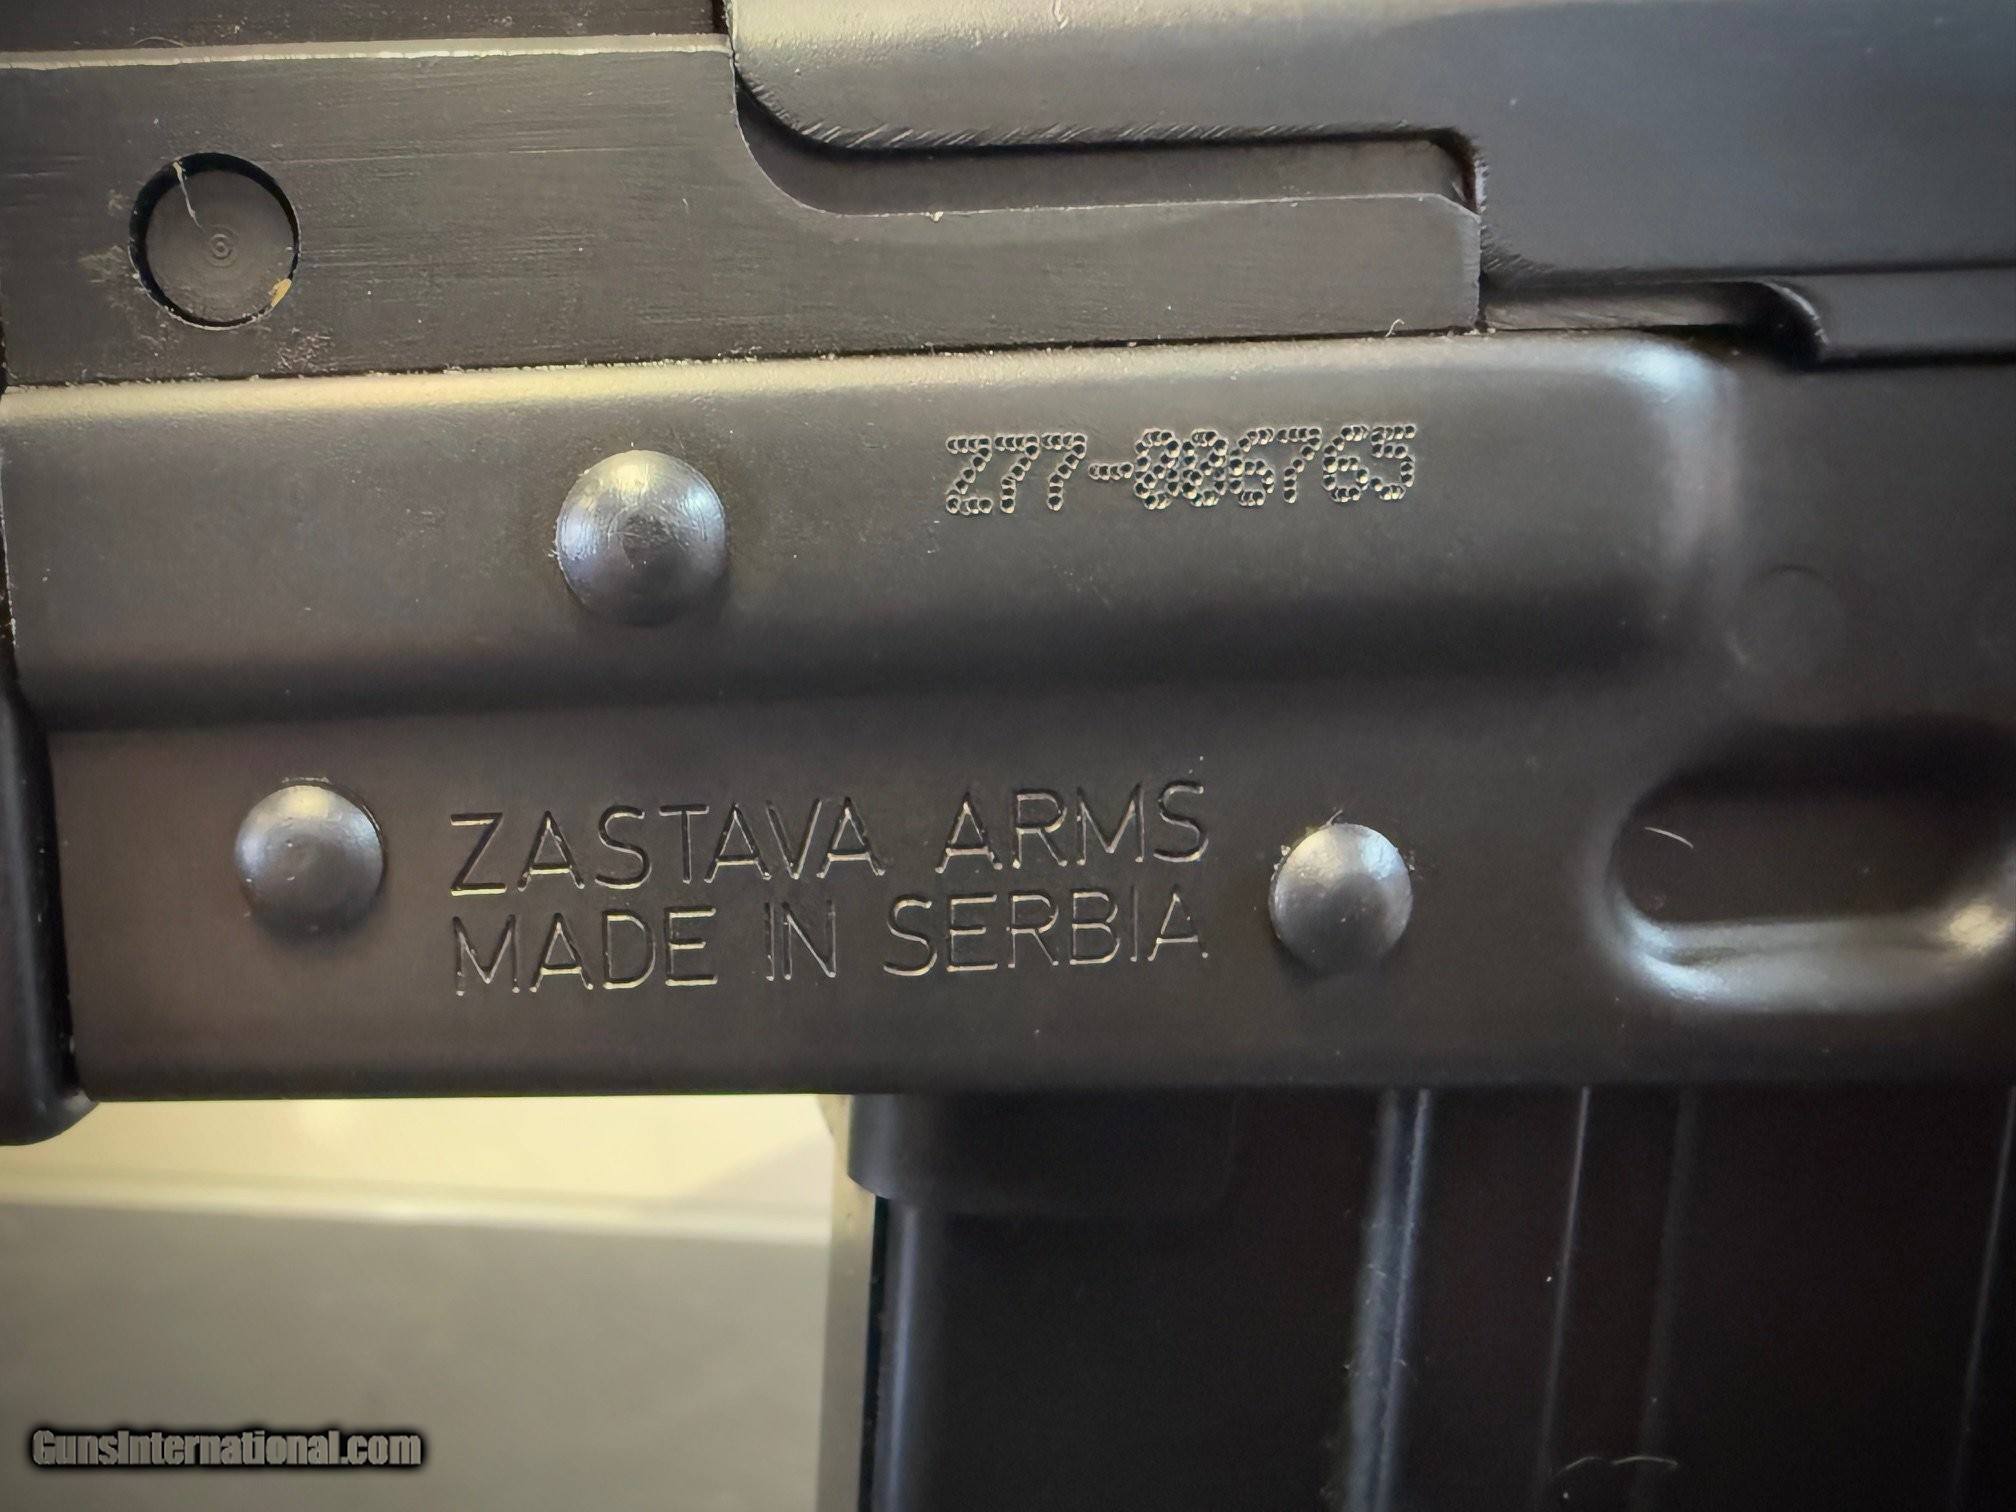 Z77-006765
ZASTAVA ARMS
MADE IN SERBIA
GunsInternational.com